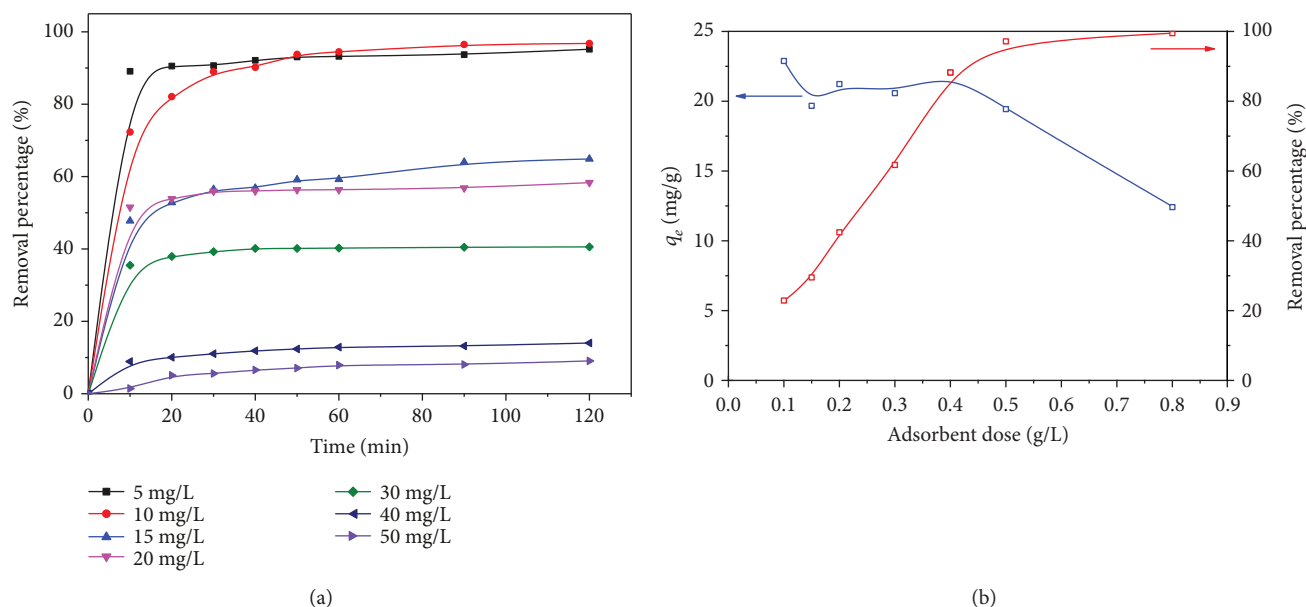 100
80
60
40
20
0
Removal percentage (%)
0 20 40 60 80 100 120
Time (min)
5 mg/L
10 mg/L
15 mg/L
20 mg/L
30 mg/L
40 mg/L
50 mg/L
(a)
25
20
15
10
5
0
qe (mg/g)
100
80
60
40
20
0
Removal percentage (%)
0.0 0.1 0.2 0.3 0.4 0.5 0.6 0.7 0.8 0.9
Adsorbent dose (g/L)
(b)